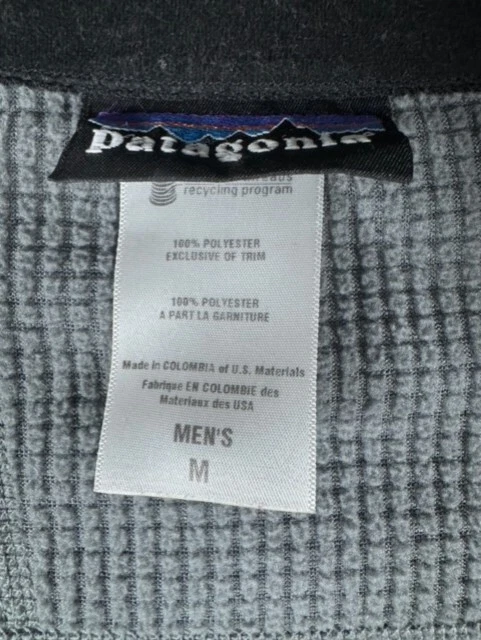 patagonia
recycling program
100% POLYESTER
EXCLUSIVE OF TRIM
100% POLYESTER
A PART LA GARNITURE
Made in COLOMBIA of U.S. Materials
Fabrique EN COLOMBIE des
Materiaux des USA
MEN'S
M